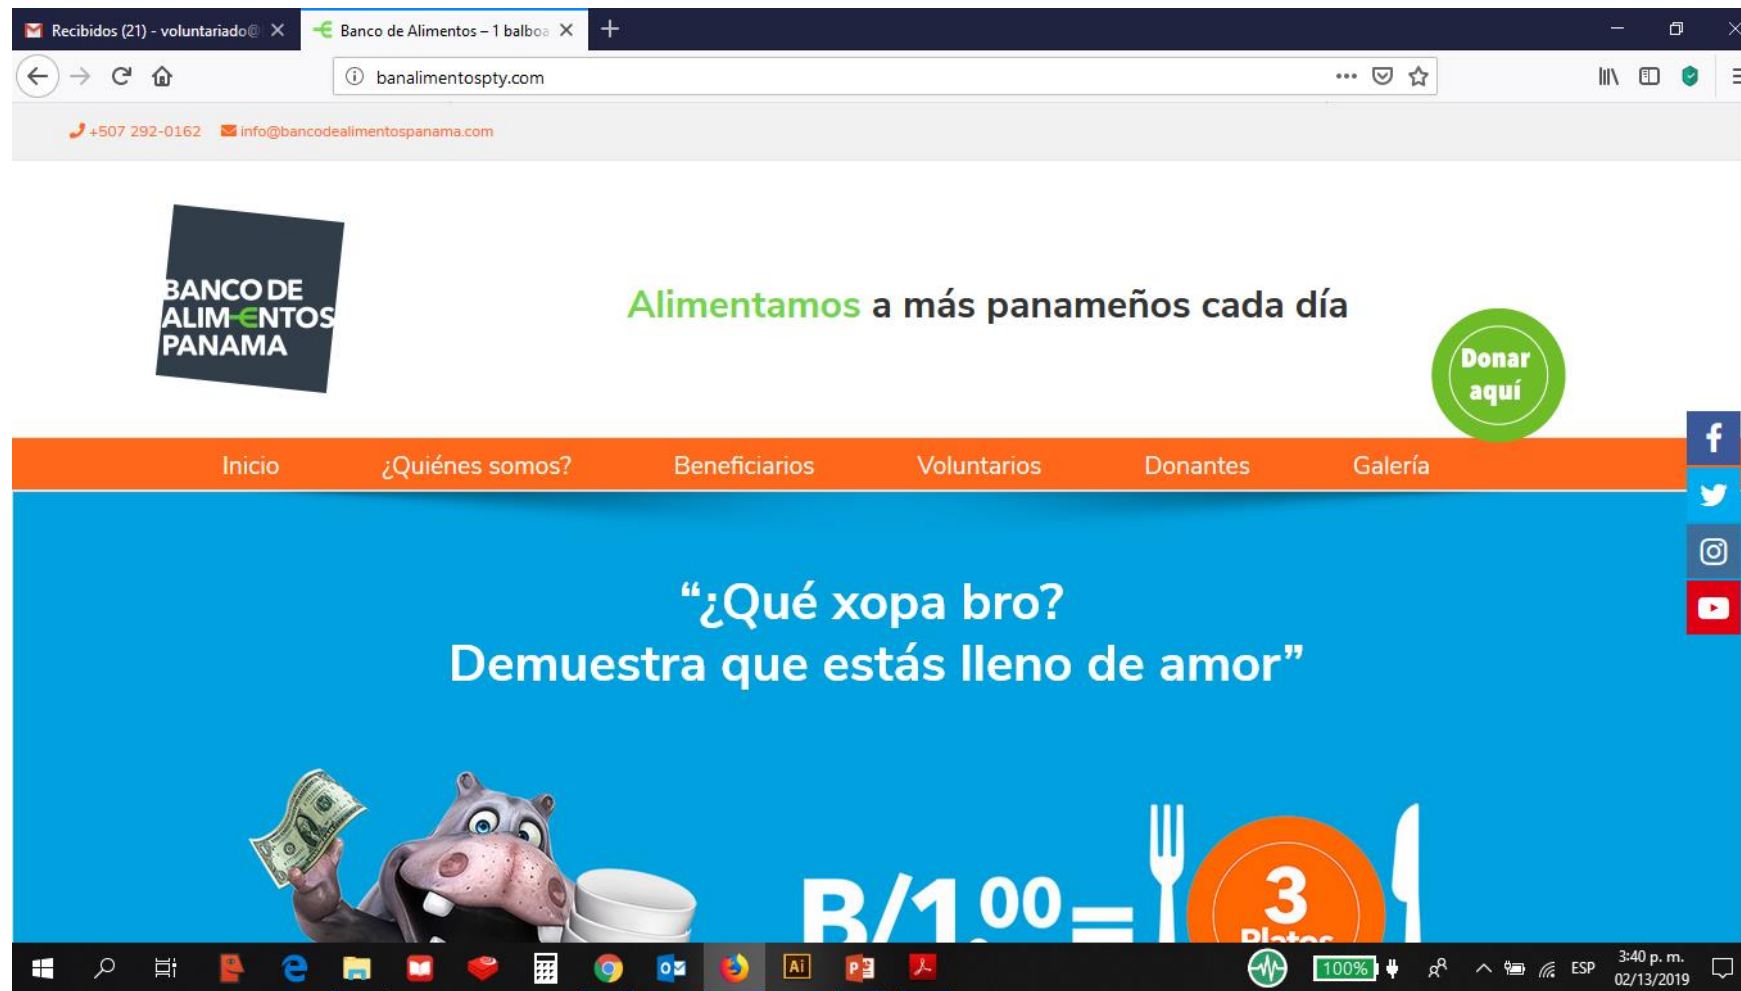 Recibidos (21) - voluntariado@
Banco de Alimentos – 1 balboa
banalimentospty.com
+507 292-0162 info@bancodealimentospanama.com
BANCO DE
ALIMENTOS
PANAMA
Alimentamos a más panameños cada día
Donar
aquí
Inicio ¿Quiénes somos? Beneficiarios Voluntarios Donantes Galería
“¿Qué xopa bro?
Demuestra que estás lleno de amor”
B/1.00= 3
Platos
100% ESP 3:40 p. m.
02/13/2019